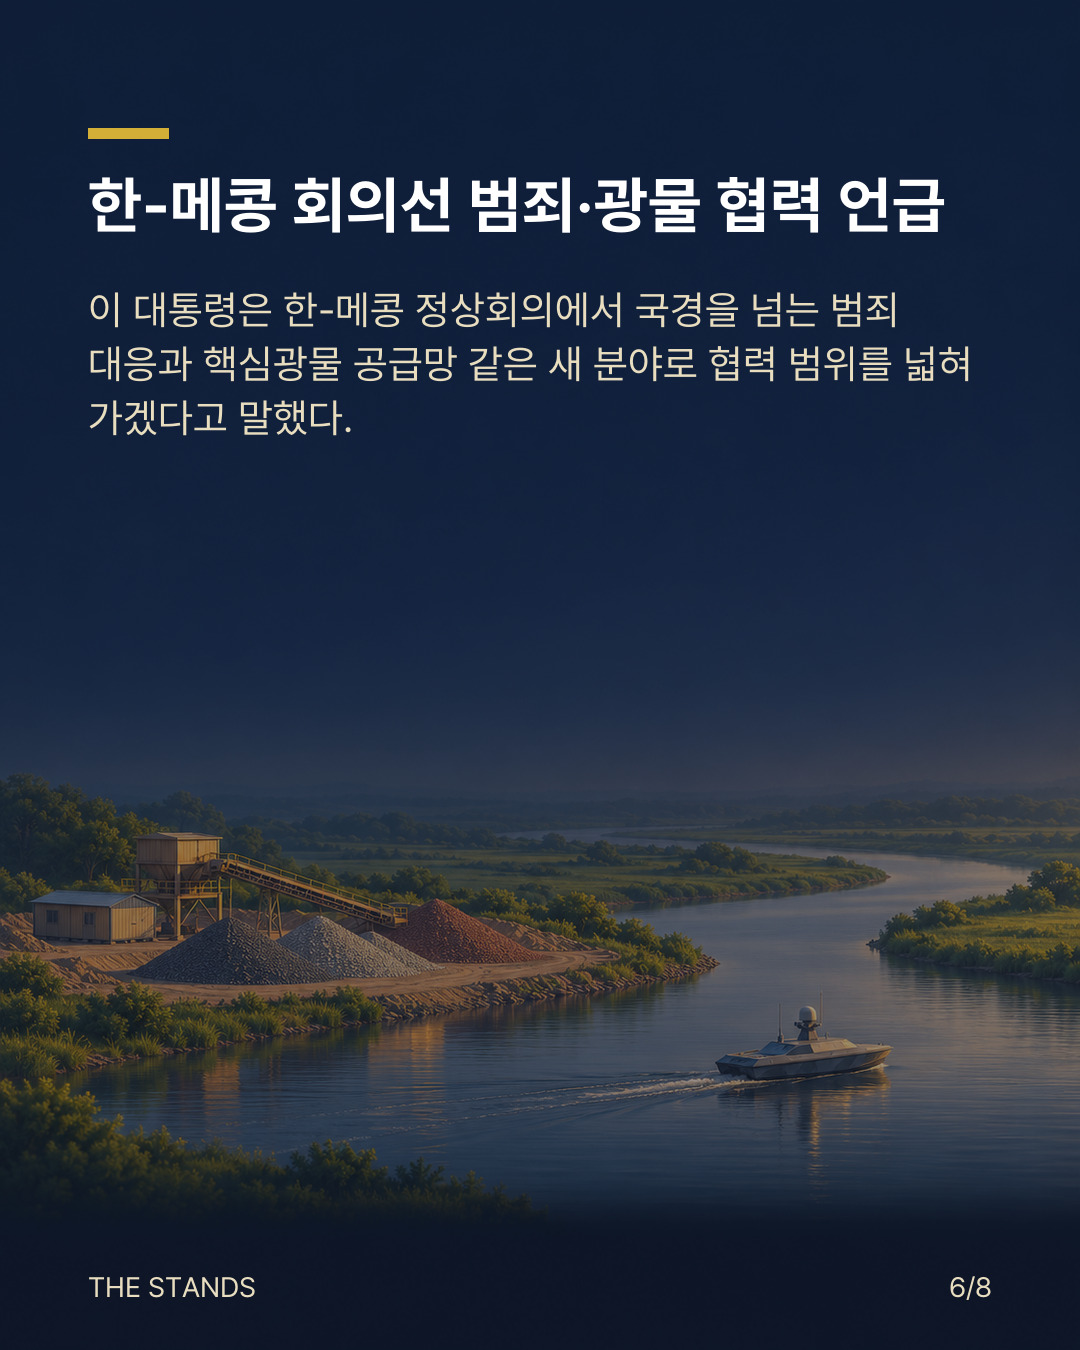 한-메콩 회의선 범죄·광물 협력 언급
이 대통령은 한-메콩 정상회의에서 국경을 넘는 범죄
대응과 핵심광물 공급망 같은 새 분야로 협력 범위를 넓혀
가겠다고 말했다.
THE STANDS
6/8